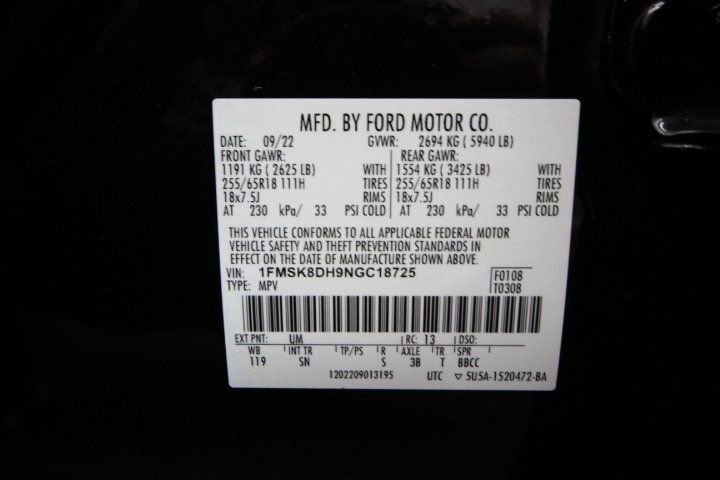 MFD. BY FORD MOTOR CO.
DATE: 09/22 GVWR: 2694 KG ( 5940 LB)
FRONT GAWR: REAR GAWR:
1191 KG ( 2625 LB) WITH 1554 KG ( 3425 LB) WITH
255/65R18 111H TIRES 255/65R18 111H TIRES
18x7.5J RIMS 18x7.5J RIMS
AT 230 kPa/ 33 PSI COLD AT 230 kPa/ 33 PSI COLD
THIS VEHICLE CONFORMS TO ALL APPLICABLE FEDERAL MOTOR
VEHICLE SAFETY AND THEFT PREVENTION STANDARDS IN
EFFECT ON THE DATE OF MANUFACTURE SHOWN ABOVE.
VIN: 1FMSK8DH9NGC18725 F0108
TYPE: MPV T0308
EXT PNT: UM RC: 13 DSO:
WB INT TR TP/PS R AXLE TR SPR
119 SN S 3B T BBCC
1202209013195 UTC ▽ 5U5A-1520472-BA